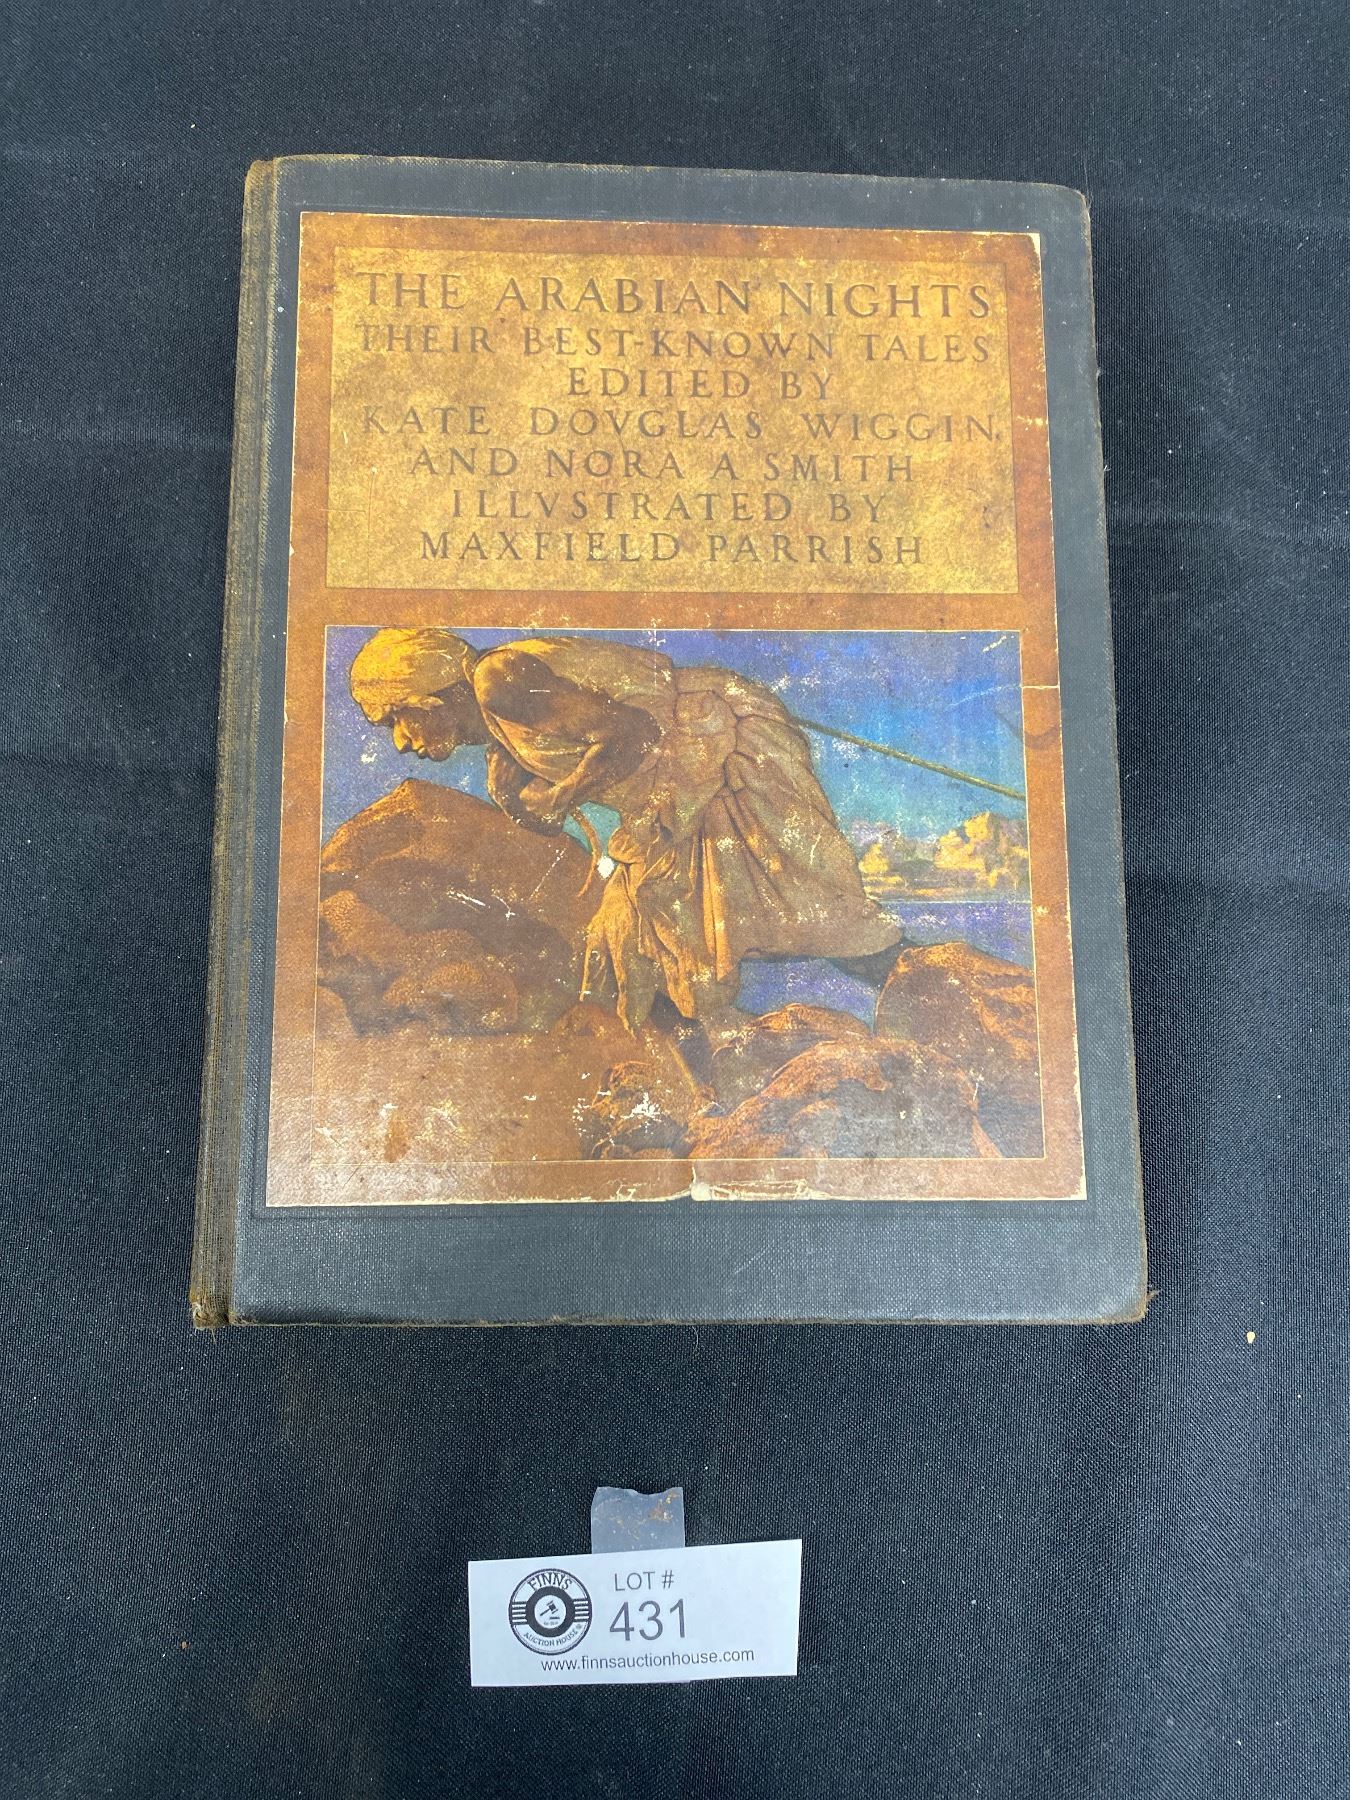 THE ARABIAN NIGHTS
THEIR BEST-KNOWN TALES
EDITED BY
KATE DOVGLAS WIGGIN
AND NORA A SMITH
ILLVSTRATED BY
MAXFIELD PARRISH
FINN'S
AUCTION HOUSE
LOT #
431
www.finnsauctionhouse.com